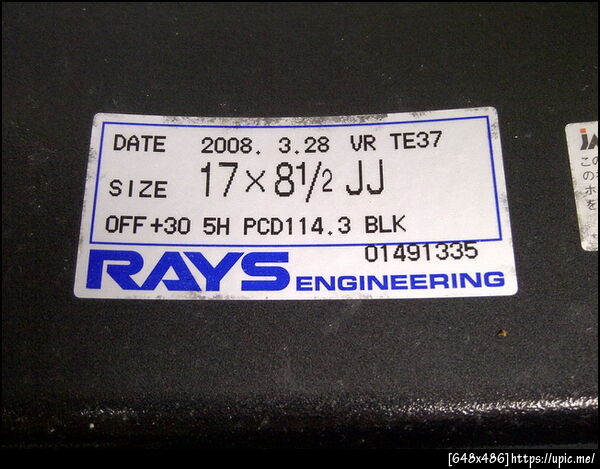 DATE 2008. 3.28 VR TE37
SIZE 17×8½ JJ
OFF+30 5H PCD114.3 BLK
01491335
RAYS ENGINEERING
[648x486]https://upic.me/